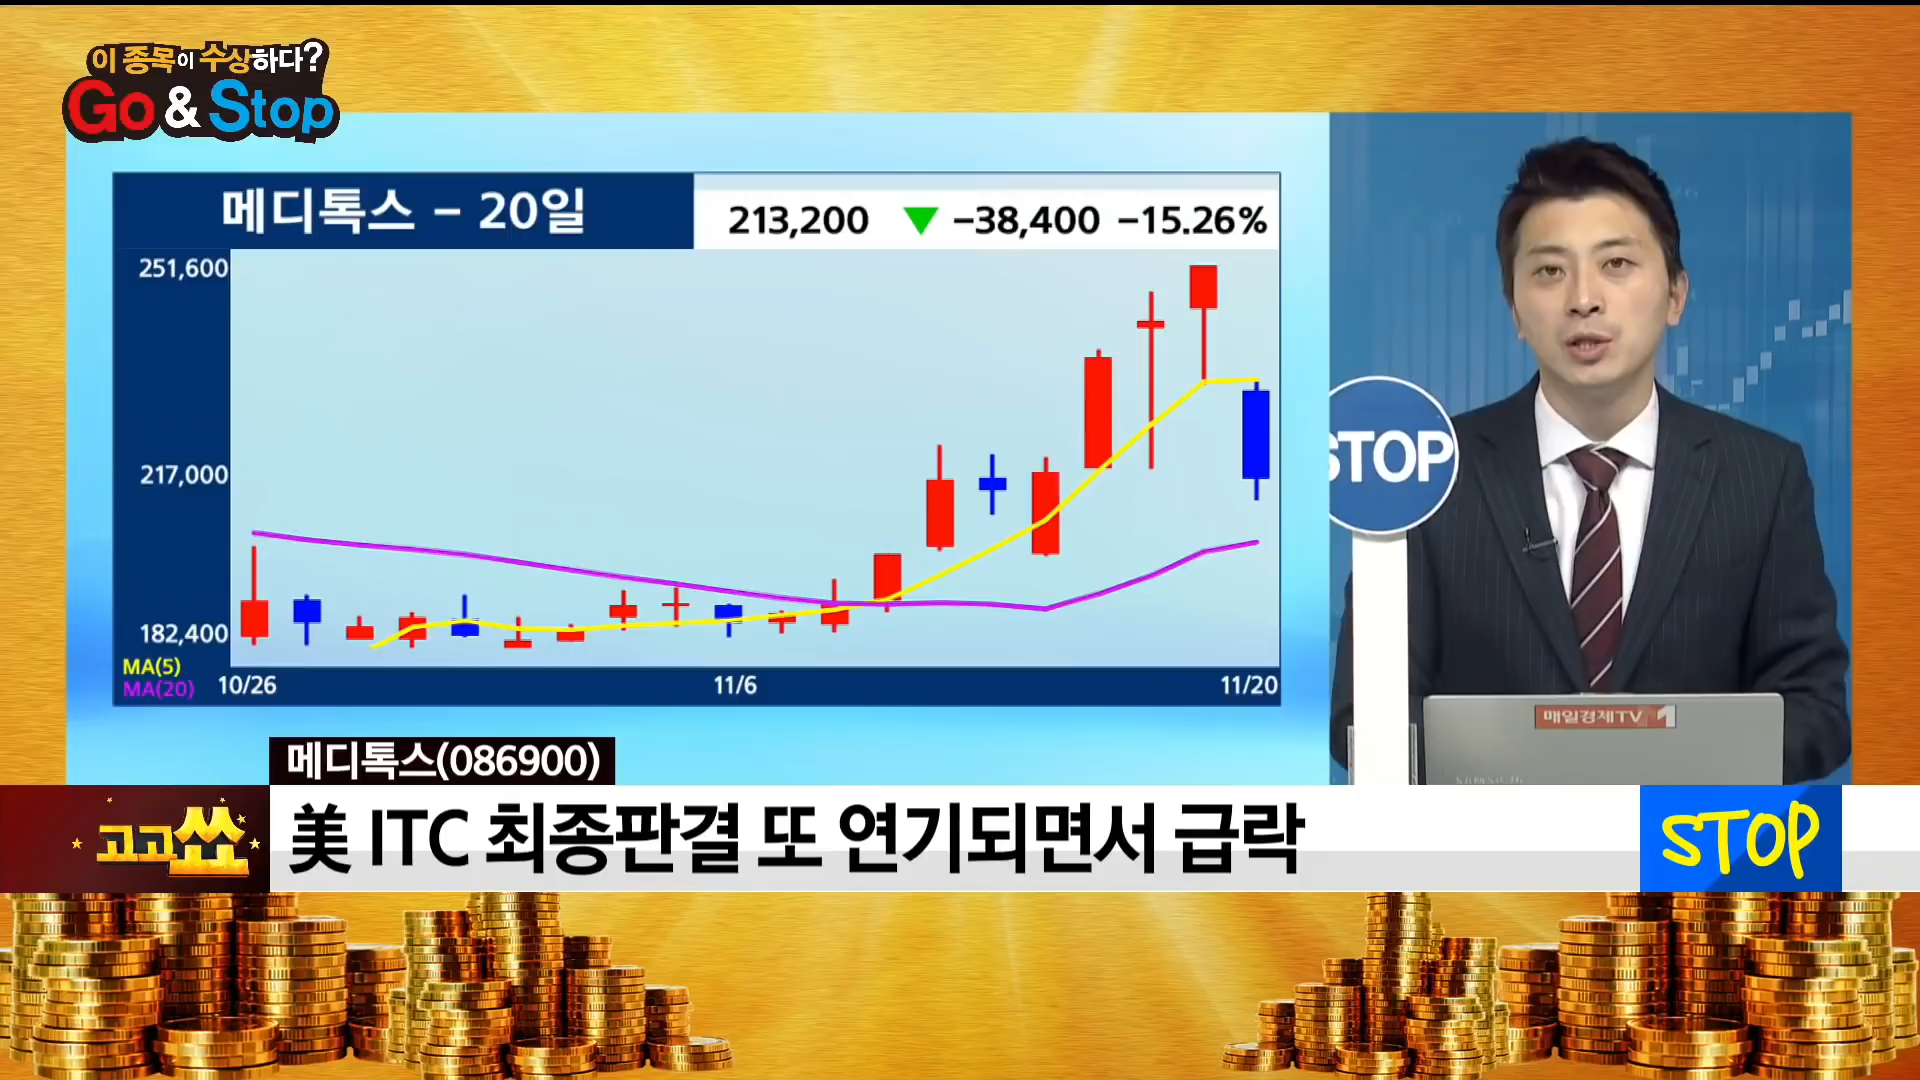 이 종목이 수상하다?
Go & Stop
메디톡스 - 20일
213,200 ▼ -38,400 -15.26%
251,600
217,000
182,400
MA(5)
MA(20)
10/26
11/6
11/20
STOP
매일경제TV
메디톡스(086900)
고고쑈
美 ITC 최종판결 또 연기되면서 급락
STOP